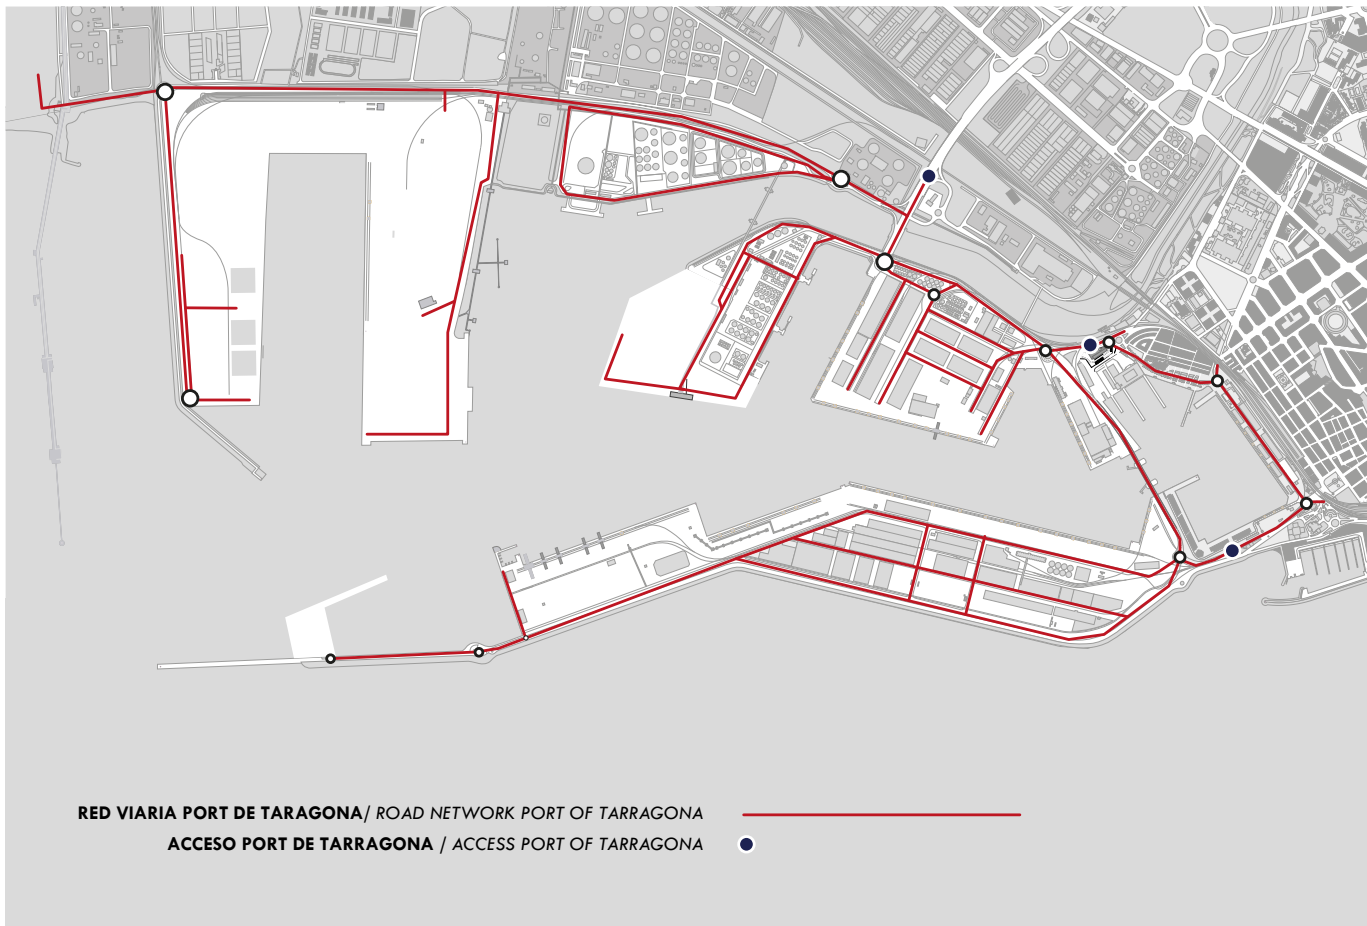 RED VIARIA PORT DE TARAGONA/ ROAD NETWORK PORT OF TARRAGONA
ACCESO PORT DE TARRAGONA / ACCESS PORT OF TARRAGONA